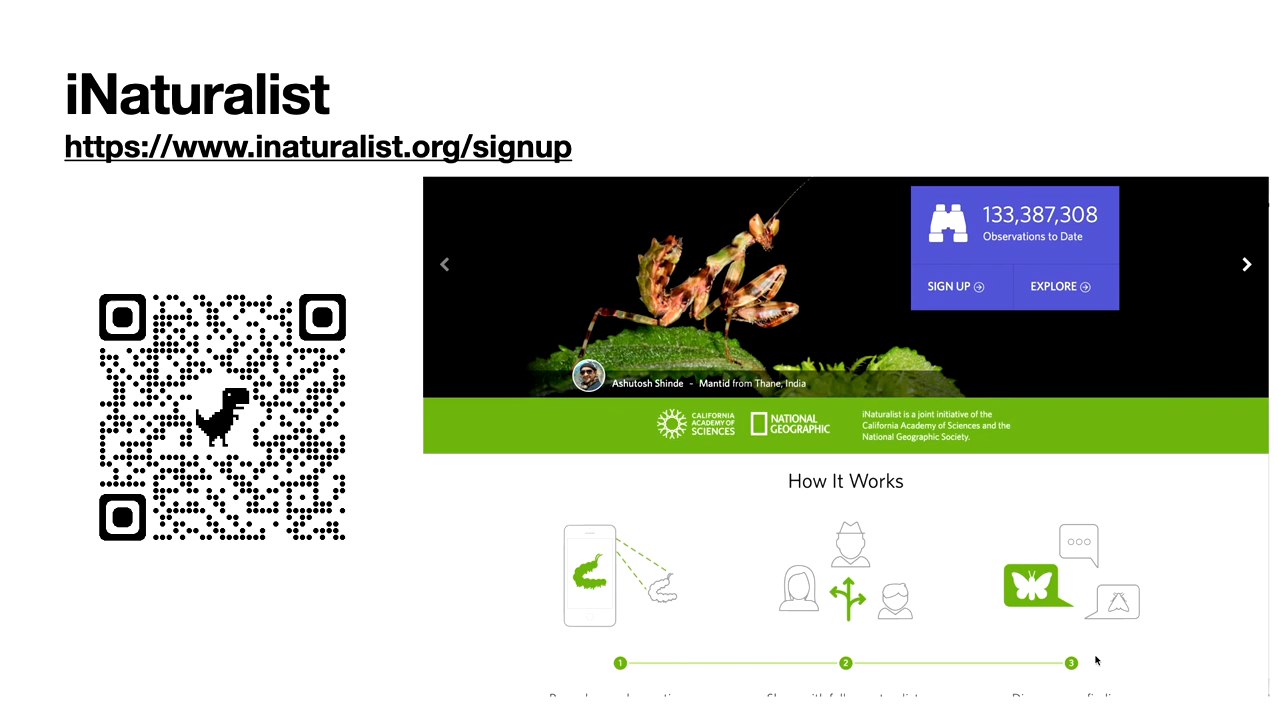 iNaturalist
https://www.inaturalist.org/signup
133,387,308
Observations to Date
SIGN UP
EXPLORE
Ashutosh Shinde - Mantid from Thane, India
CALIFORNIA
ACADEMY OF
SCIENCES
NATIONAL
GEOGRAPHIC
iNaturalist is a joint initiative of the
California Academy of Sciences and the
National Geographic Society.
How It Works
1
2
3